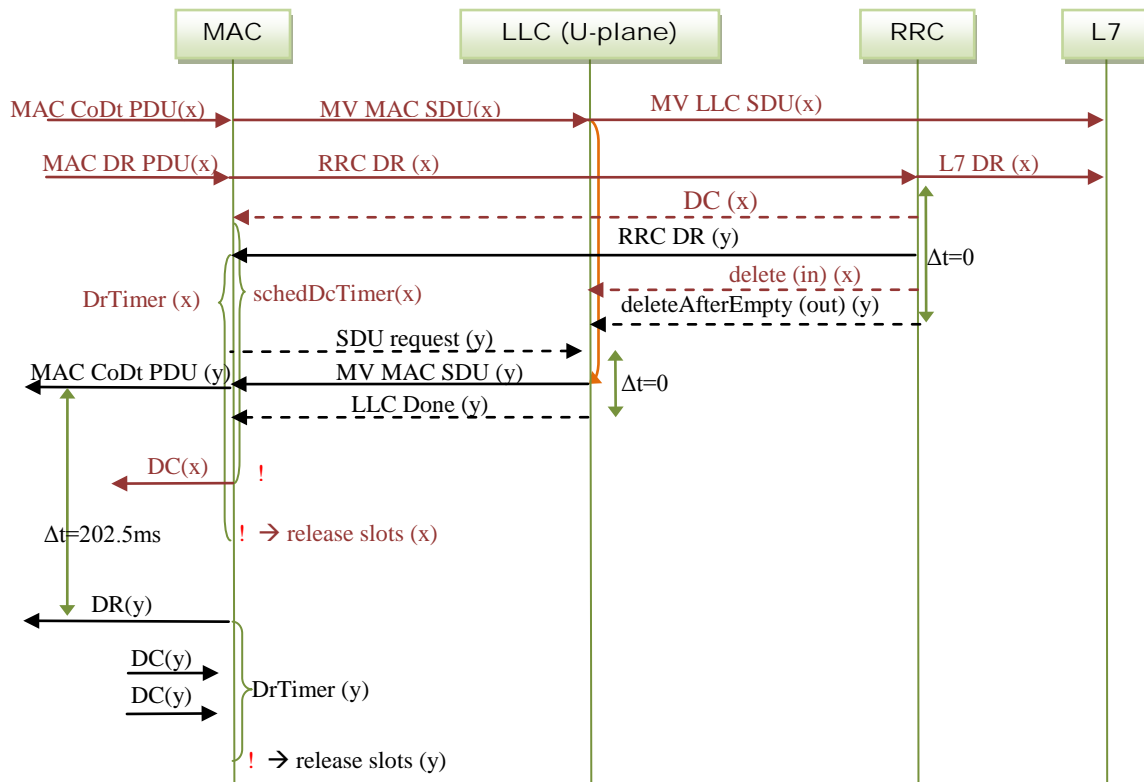 MAC
LLC (U-plane)
RRC
L7
MAC CoDt PDU(x)
MV MAC SDU(x)
MV LLC SDU(x)
MAC DR PDU(x)
RRC DR (x)
L7 DR (x)
DC (x)
RRC DR (y)
Δt=0
DrTimer (x)
schedDcTimer(x)
delete (in) (x)
deleteAfterEmpty (out) (y)
SDU request (y)
MAC CoDt PDU (y)
MV MAC SDU (y)
Δt=0
LLC Done (y)
DC(x)
!
Δt=202.5ms
! → release slots (x)
DR(y)
DC(y)
DrTimer (y)
DC(y)
! → release slots (y)